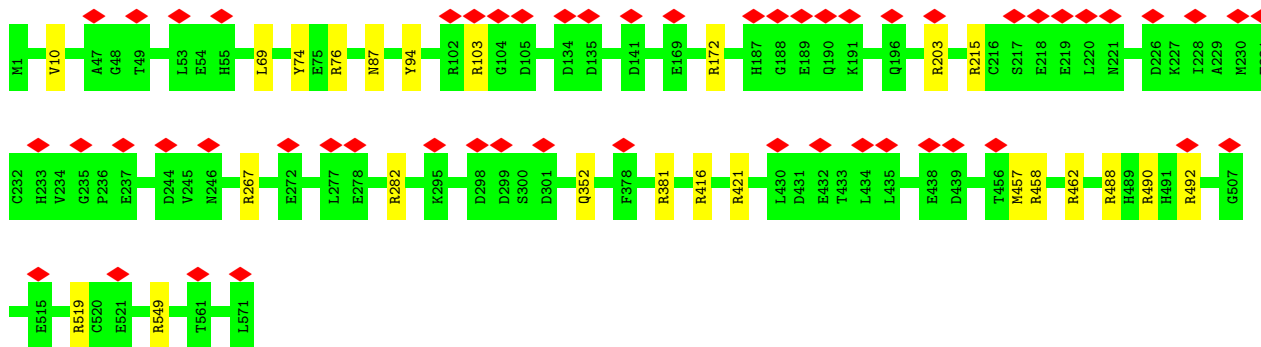 M1 V10 A47 G48 T49 L53 E54 H55 L69 Y74 E75 R76 N87 Y94 R102 R103 G104 D105 D134 D135 D141 E169 R172 H187 G188 E189 Q190 K191 Q196 R203 R215 C216 S217 E218 E219 L220 N221 D226 K227 I228 A229 M230
C232 H233 V234 G235 P236 E237 D244 V245 N246 R267 E272 L277 E278 R282 K295 D298 D299 S300 D301 Q352 F378 R381 R416 R421 L430 D431 E432 T433 L434 L435 E438 D439 T456 M457 R458 R462 R488 H489 R490 H491 R492 G507
E515 R519 C520 E521 R549 T561 L571